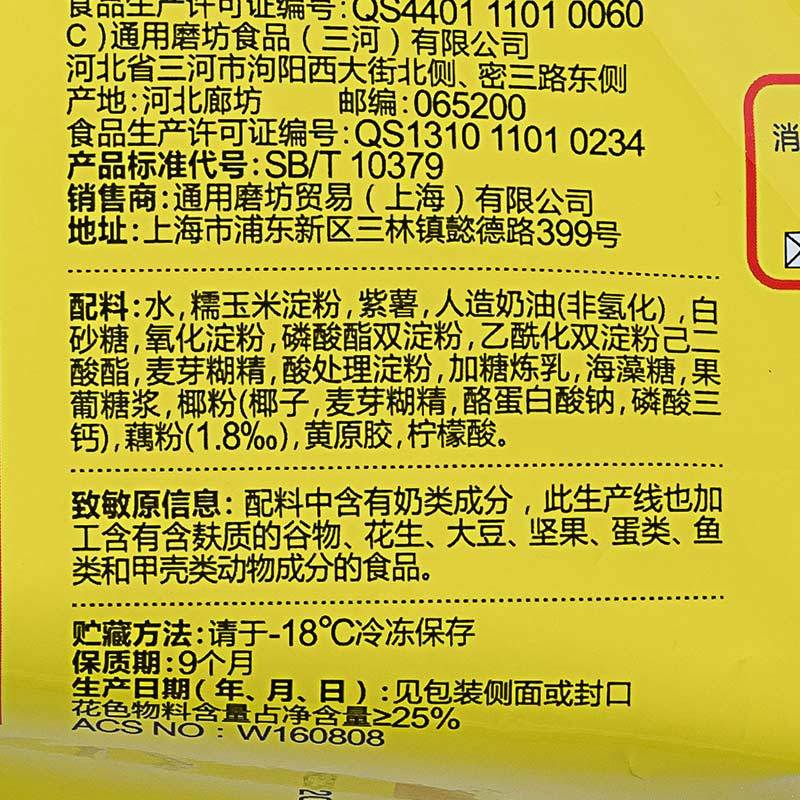 食品生产许可证编号:QS4401 1101 0060
C)通用磨坊食品(三河)有限公司
河北省三河市泃阳西大街北侧、密三路东侧
产地:河北廊坊 邮编:065200
食品生产许可证编号:QS1310 1101 0234
产品标准代号:SB/T 10379
销售商:通用磨坊贸易(上海)有限公司
地址:上海市浦东新区三林镇懿德路399号
配料:水,糯玉米淀粉,紫薯,人造奶油(非氢化),白
砂糖,氧化淀粉,磷酸酯双淀粉,乙酰化双淀粉己二
酸酯,麦芽糊精,酸处理淀粉,加糖炼乳,海藻糖,果
葡糖浆,椰粉(椰子,麦芽糊精,酪蛋白酸钠,磷酸三
钙),藕粉(1.8‰),黄原胶,柠檬酸。
致敏原信息:配料中含有奶类成分,此生产线也加
工含有含麸质的谷物、花生、大豆、坚果、蛋类、鱼
类和甲壳类动物成分的食品。
贮藏方法:请于-18℃冷冻保存
保质期:9个月
生产日期(年、月、日):见包装侧面或封口
花色物料含量占净含量≥25%
ACS NO:W160808
消